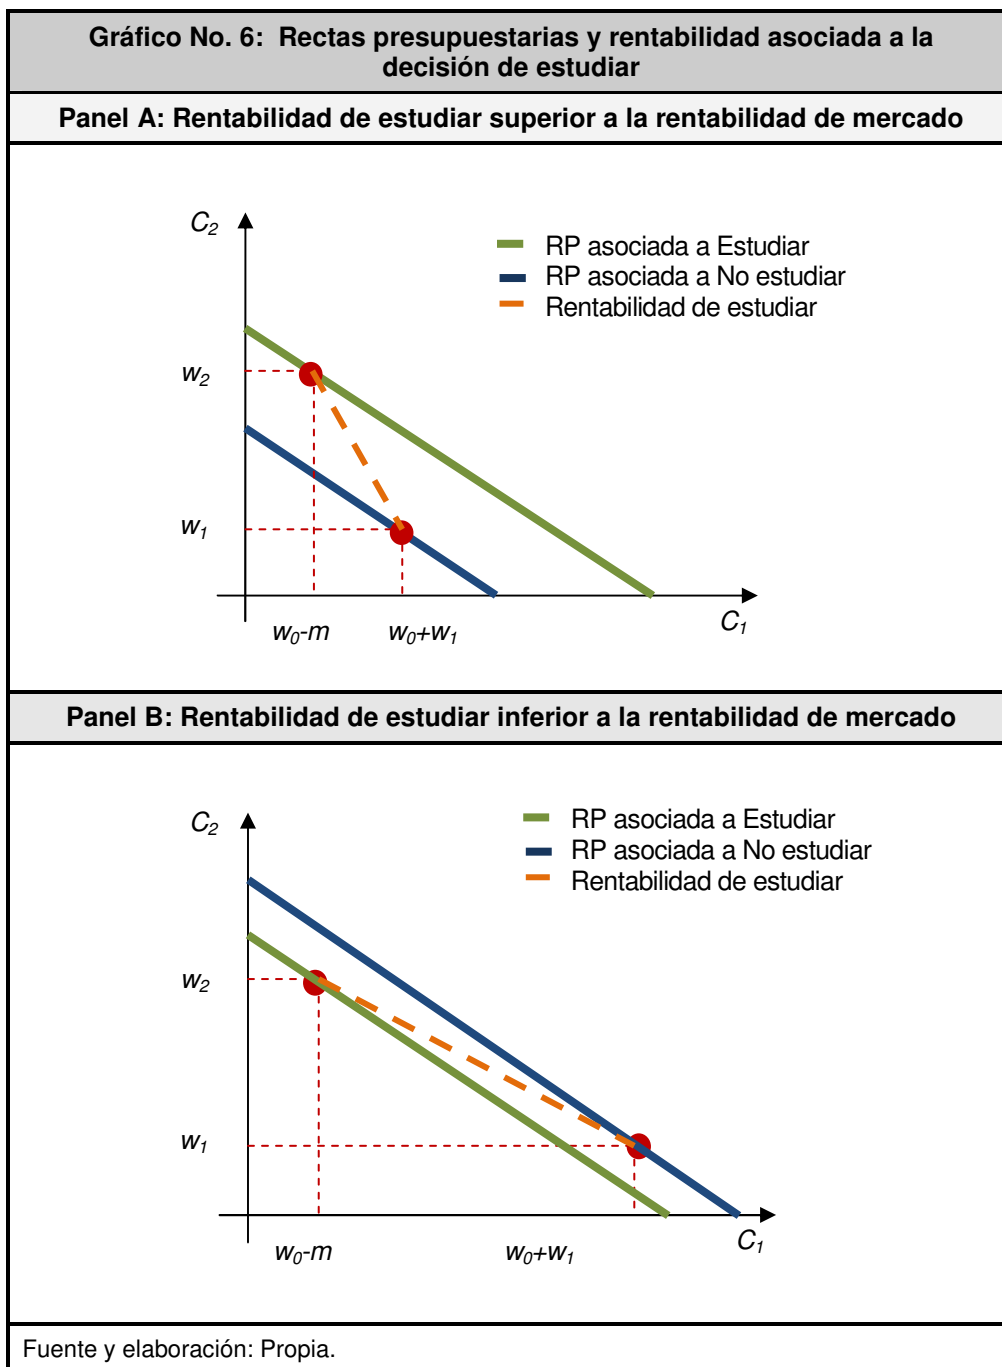 Gráfico No. 6: Rectas presupuestarias y rentabilidad asociada a la
decisión de estudiar
Panel A: Rentabilidad de estudiar superior a la rentabilidad de mercado
C2
RP asociada a Estudiar
RP asociada a No estudiar
Rentabilidad de estudiar
w2
w1
w0-m
w0+w1
C1
Panel B: Rentabilidad de estudiar inferior a la rentabilidad de mercado
C2
RP asociada a Estudiar
RP asociada a No estudiar
Rentabilidad de estudiar
w2
w1
w0-m
w0+w1
C1
Fuente y elaboración: Propia.